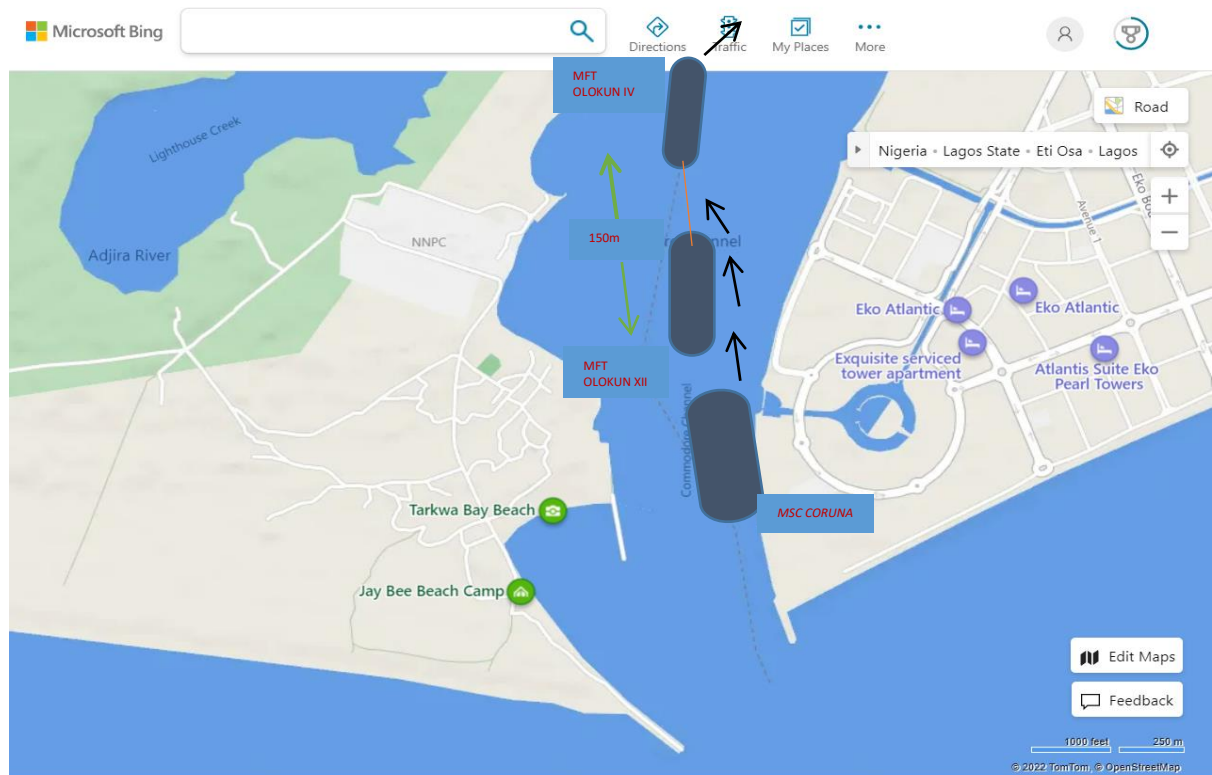 Microsoft Bing
Directions
Traffic
My Places
More
MFT
OLOKUN IV
Road
Lighthouse Creek
Nigeria • Lagos State • Eti Osa • Lagos
Avenue 1
Eko
NNPC
150m
Adjira River
Eko Atlantic
Eko Atlantic
MFT
OLOKUN XII
Exquisite serviced
tower apartment
Atlantis Suite Eko
Pearl Towers
Commodore Channel
Tarkwa Bay Beach
MSC CORUNA
Jay Bee Beach Camp
Edit Maps
Feedback
1000 feet
250 m
© 2022 TomTom, © OpenStreetMap